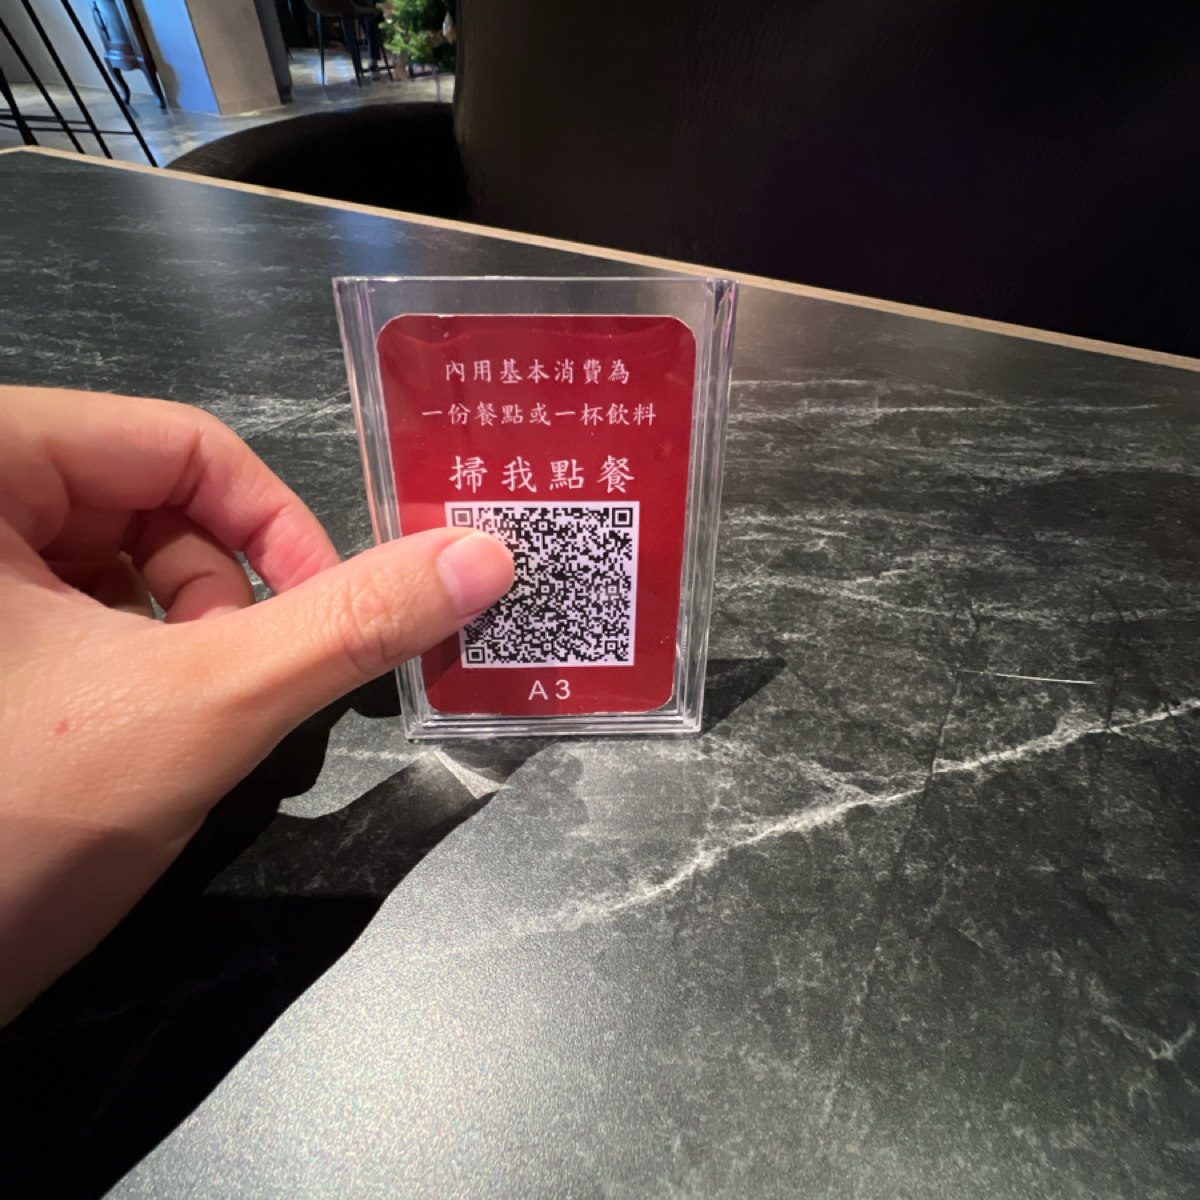 內用基本消費為
一份餐點或一杯飲料
掃我點餐
A3